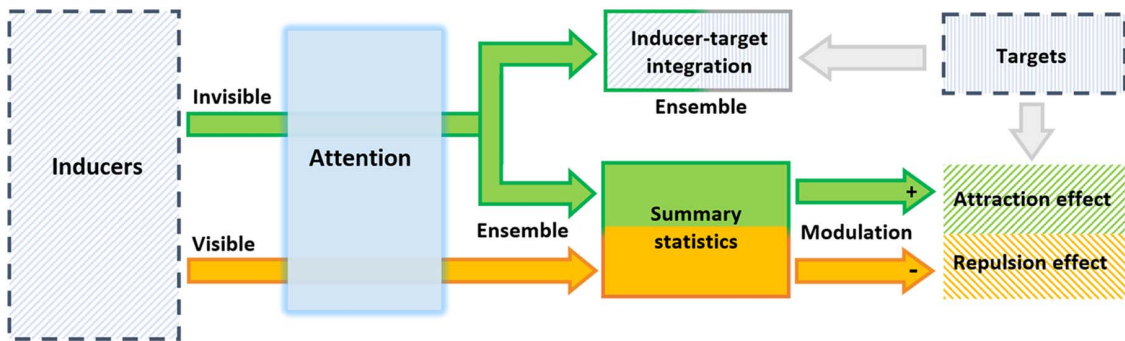 Inducers
Invisible
Visible
Attention
Ensemble
Inducer-target
integration
Ensemble
Summary
statistics
Modulation
Targets
+
Attraction effect
-
Repulsion effect